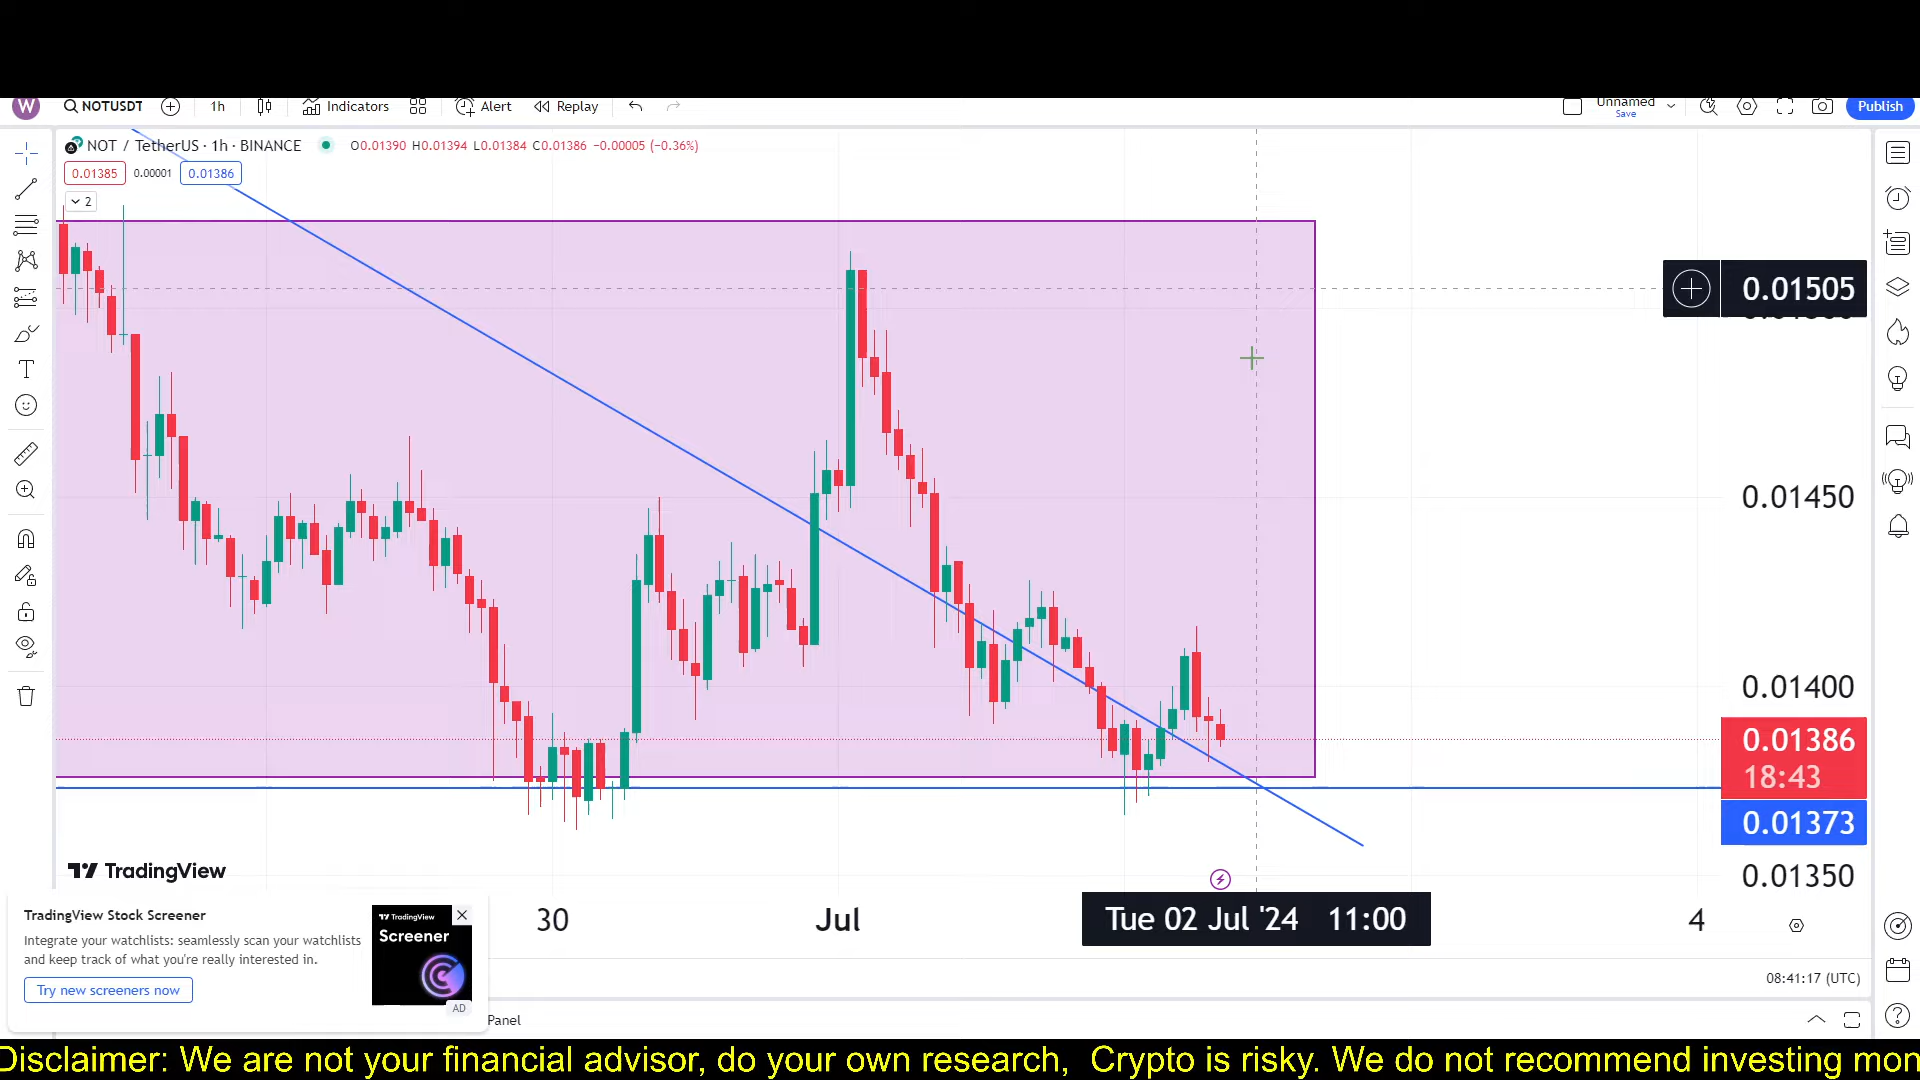 W NOTUSDT 1h Indicators Alert Replay Unnamed Save Publish
NOT / TetherUS · 1h · BINANCE O0.01390 H0.01394 L0.01384 C0.01386 −0.00005 (−0.36%)
0.01385 0.00001 0.01386
2
0.01505
0.01450
0.01400
0.01386
18:43
0.01373
0.01350
TradingView
30 Jul Tue 02 Jul '24 11:00 4
TradingView Stock Screener
Integrate your watchlists: seamlessly scan your watchlists
and keep track of what you're really interested in.
Try new screeners now
TradingView
Screener
AD
08:41:17 (UTC)
Panel
Disclaimer: We are not your financial advisor, do your own research, Crypto is risky. We do not recommend investing mon